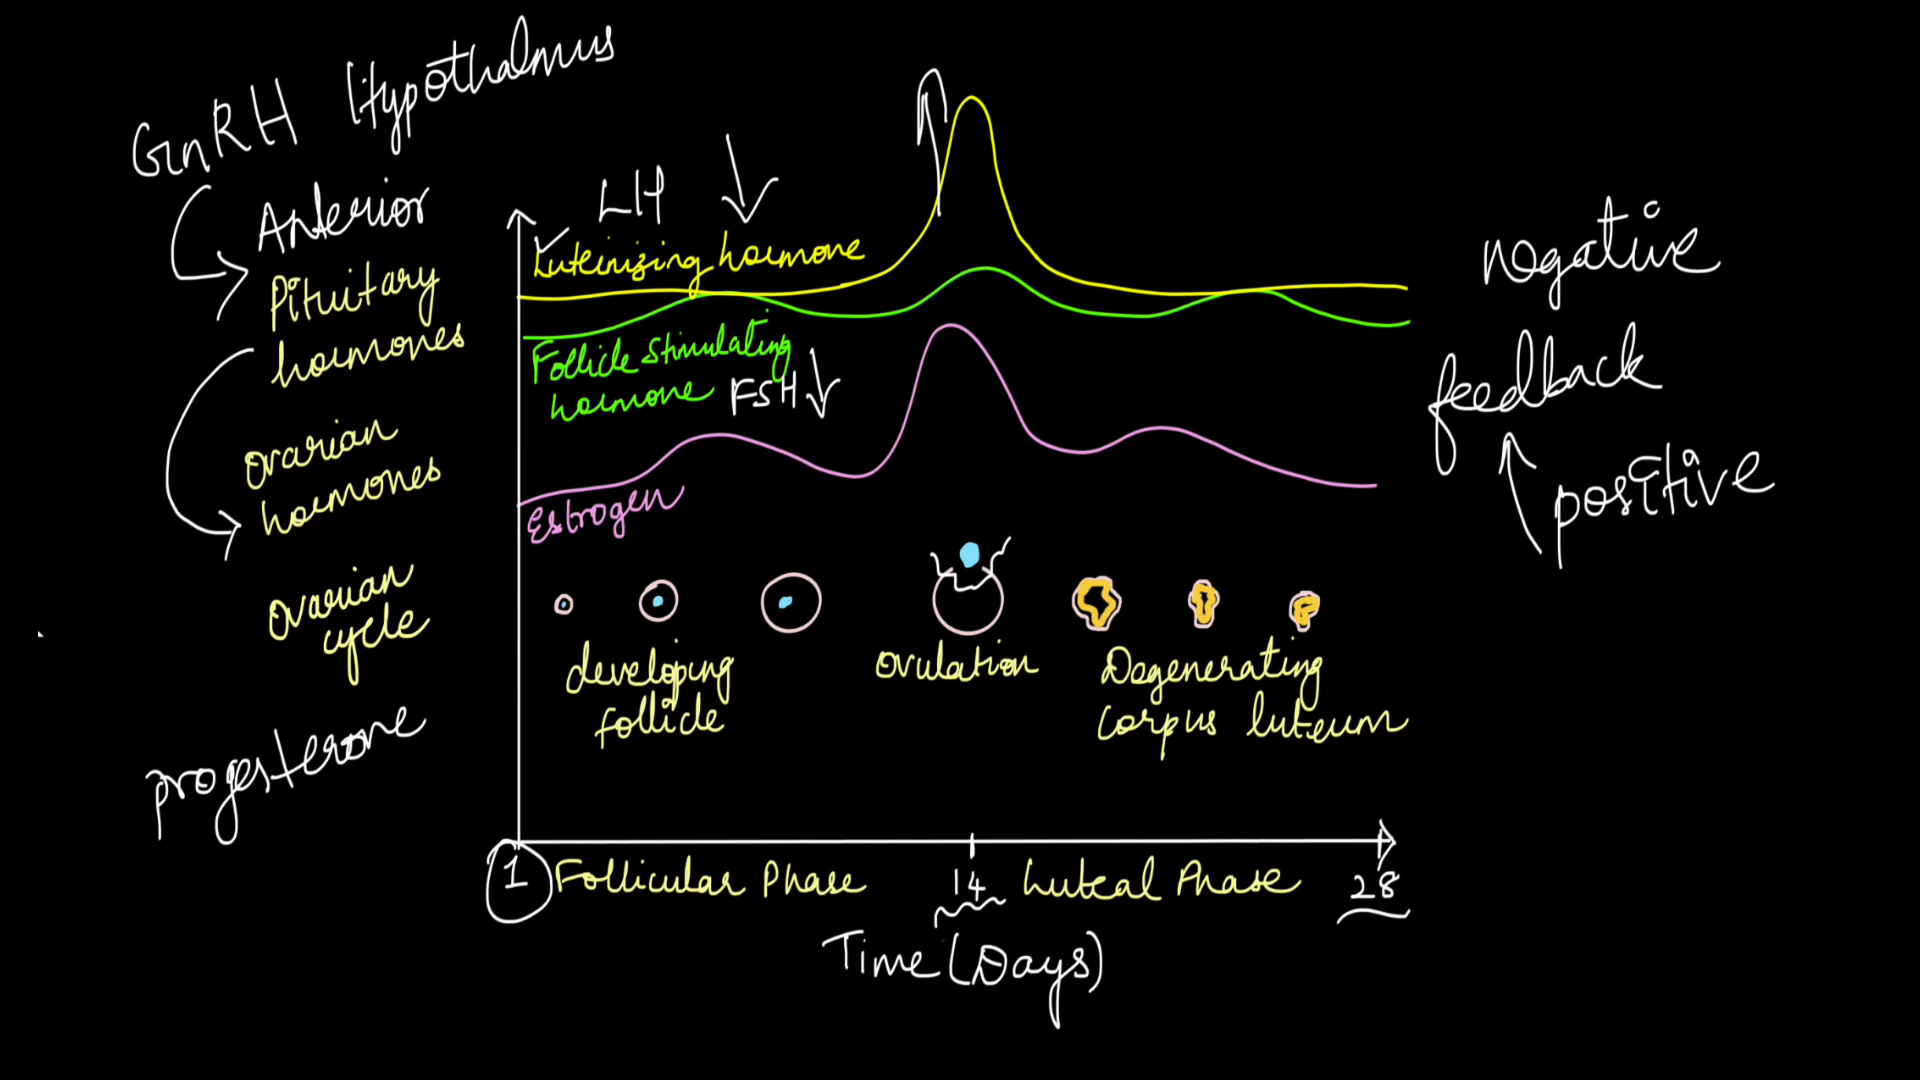 GnRH Hypothalmus
Anterior
Pituitary
hormones
ovarian
hormones
ovarian
cycle
progesterone
LH
Luteinizing hormone
Follicle Stimulating
hormone FSH
Estrogen
developing
follicle
ovulation
Degenerating
corpus luteum
1 Follicular Phase 14 Luteal Phase 28
Time (Days)
negative
feedback
positive